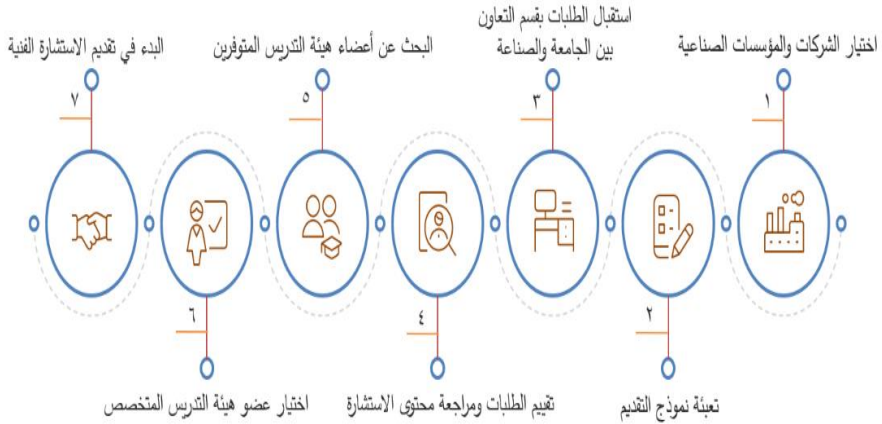 اختيار الشركات والمؤسسات الصناعية
١
تعبئة نموذج التقديم
٢
استقبال الطلبات بقسم التعاون
بين الجامعة والصناعة
٣
تقييم الطلبات ومراجعة محتوى الاستشارة
٤
البحث عن أعضاء هيئة التدريس المتوفرين
٥
اختيار عضو هيئة التدريس المتخصص
٦
البدء في تقديم الاستشارة الفنية
٧